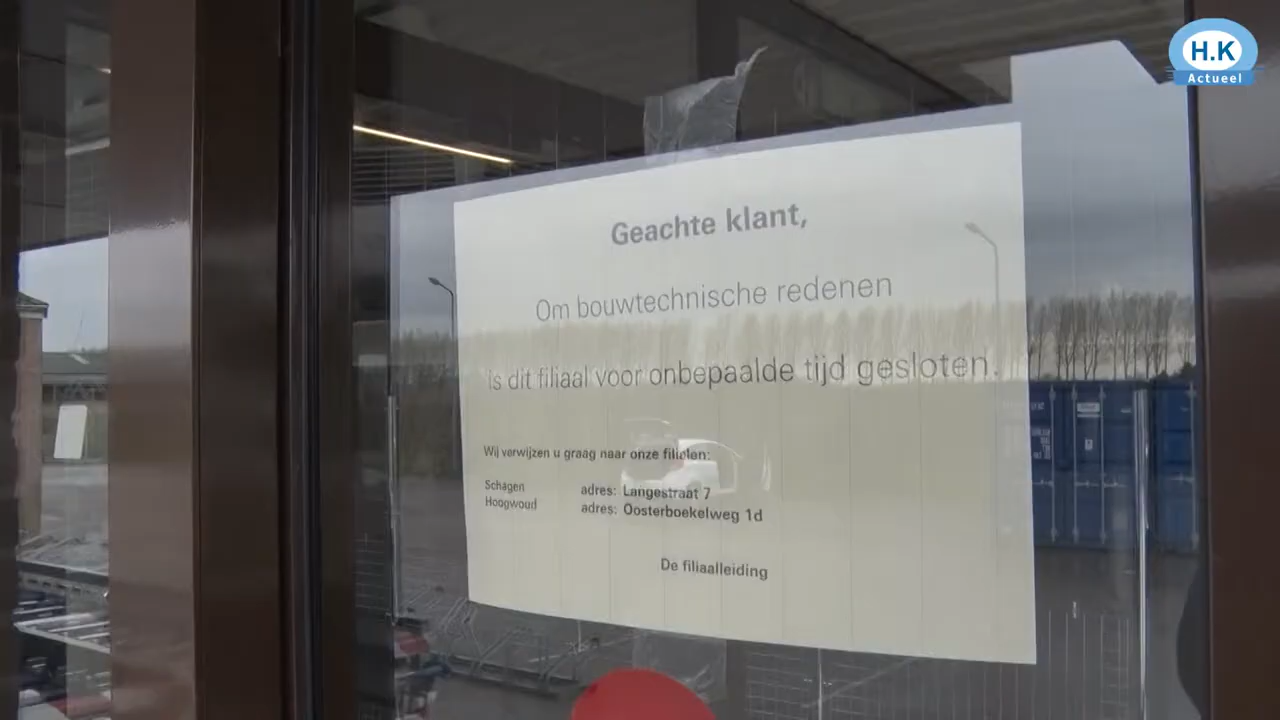 H.K
Actueel
Geachte klant,
Om bouwtechnische redenen
is dit filiaal voor onbepaalde tijd gesloten.
Wij verwijzen u graag naar onze filialen:
Schagen adres: Langestraat 7
Hoogwoud adres: Oosterboekelweg 1d
De filiaalleiding